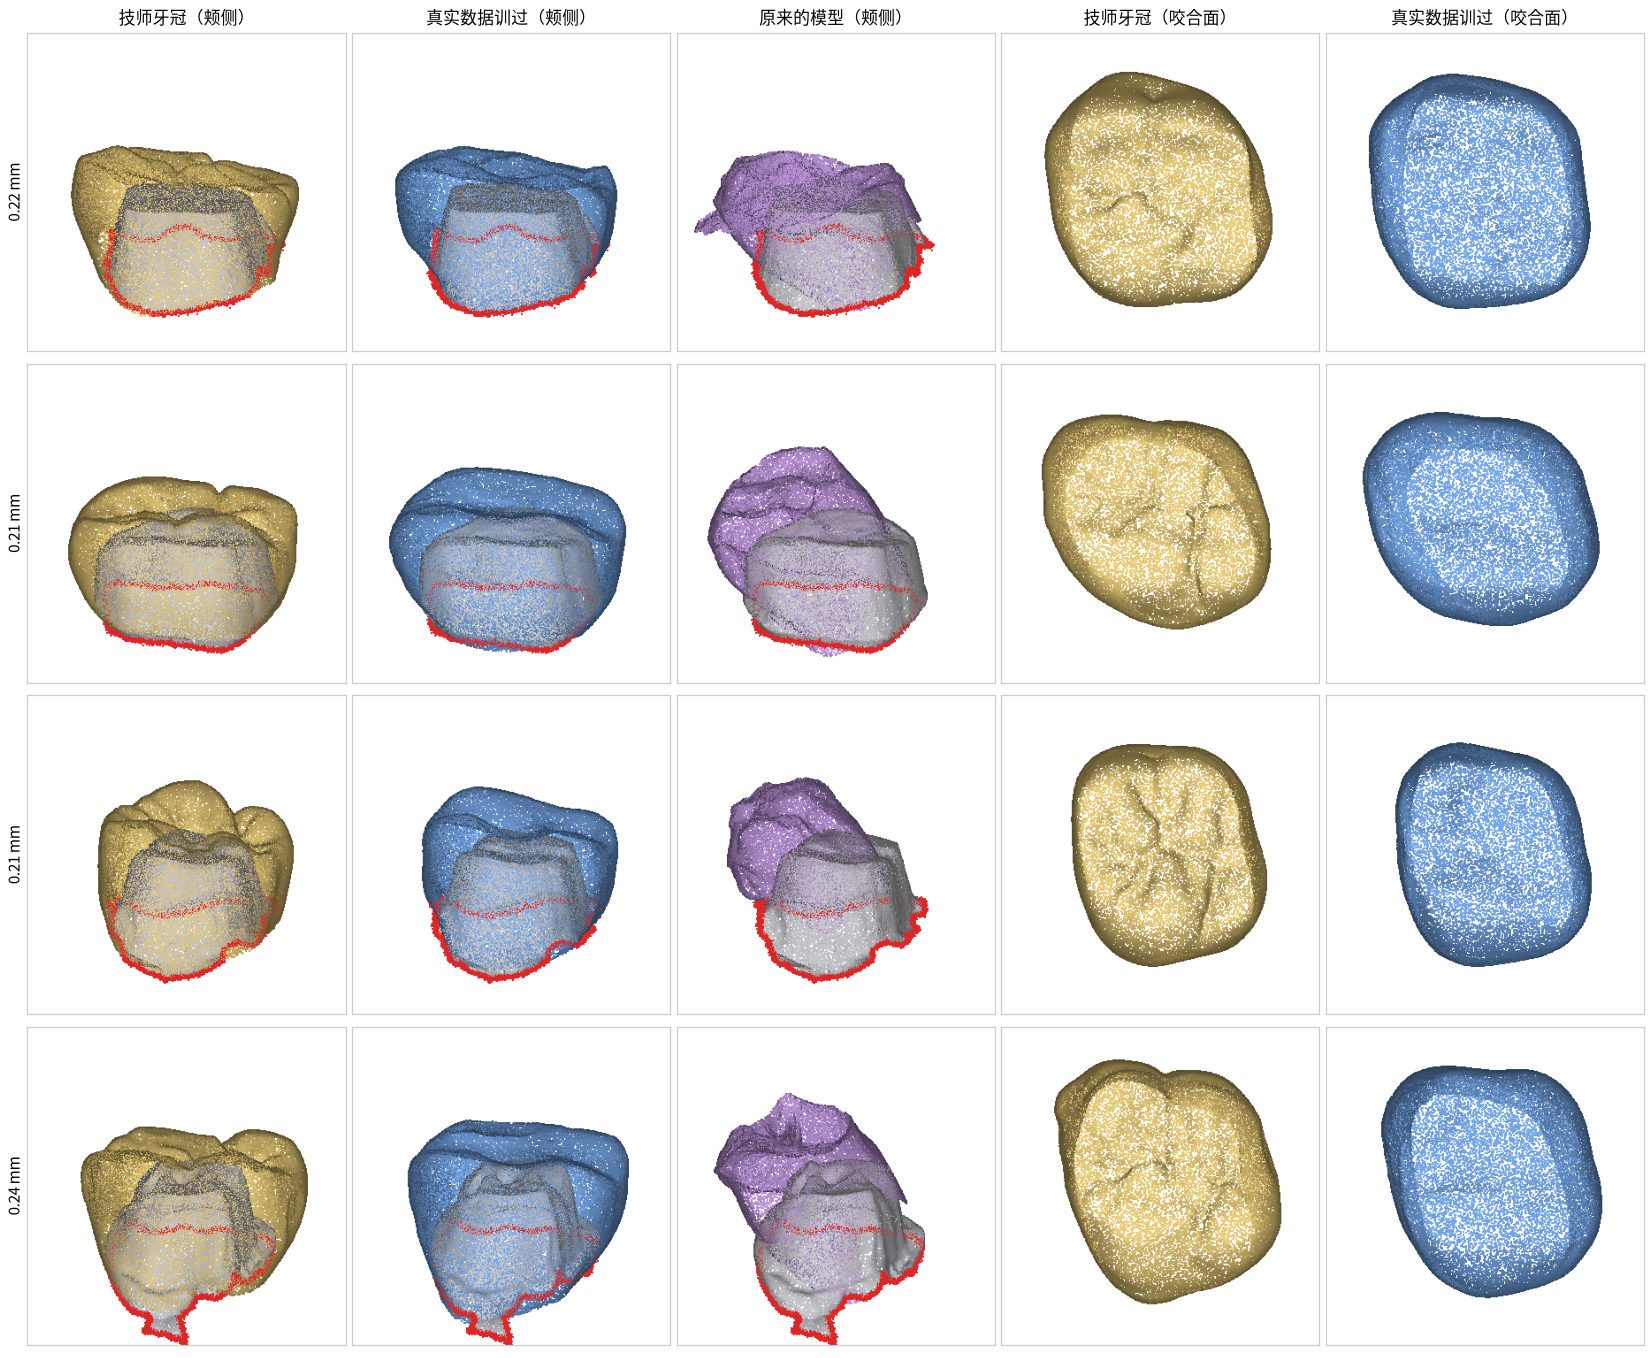 技师牙冠（颊侧）
真实数据训过（颊侧）
原来的模型（颊侧）
技师牙冠（咬合面）
真实数据训过（咬合面）
0.22 mm
0.21 mm
0.21 mm
0.24 mm